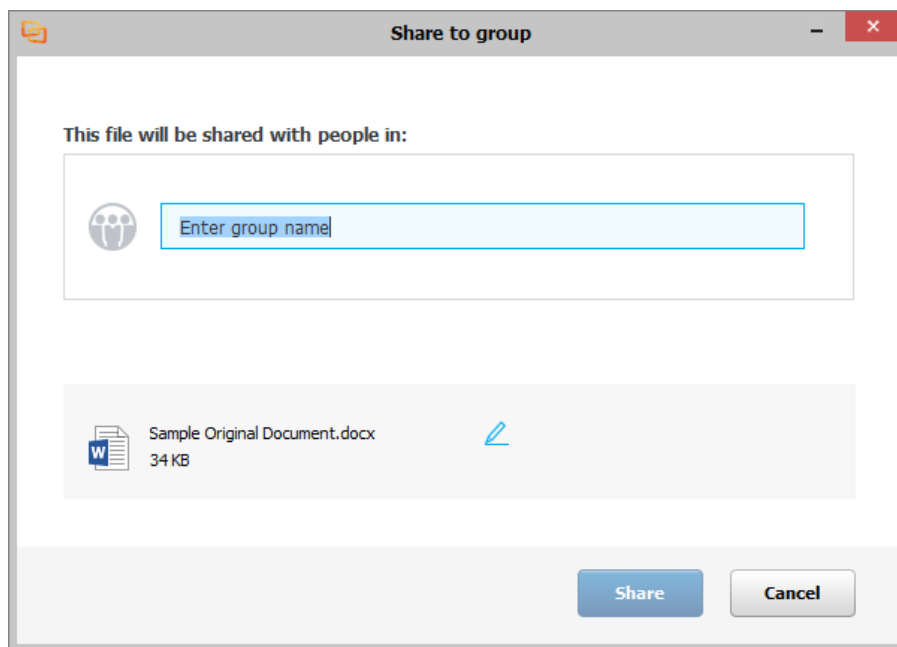 Share to group
This file will be shared with people in:
Enter group name
Sample Original Document.docx
W
34 KB
Share
Cancel